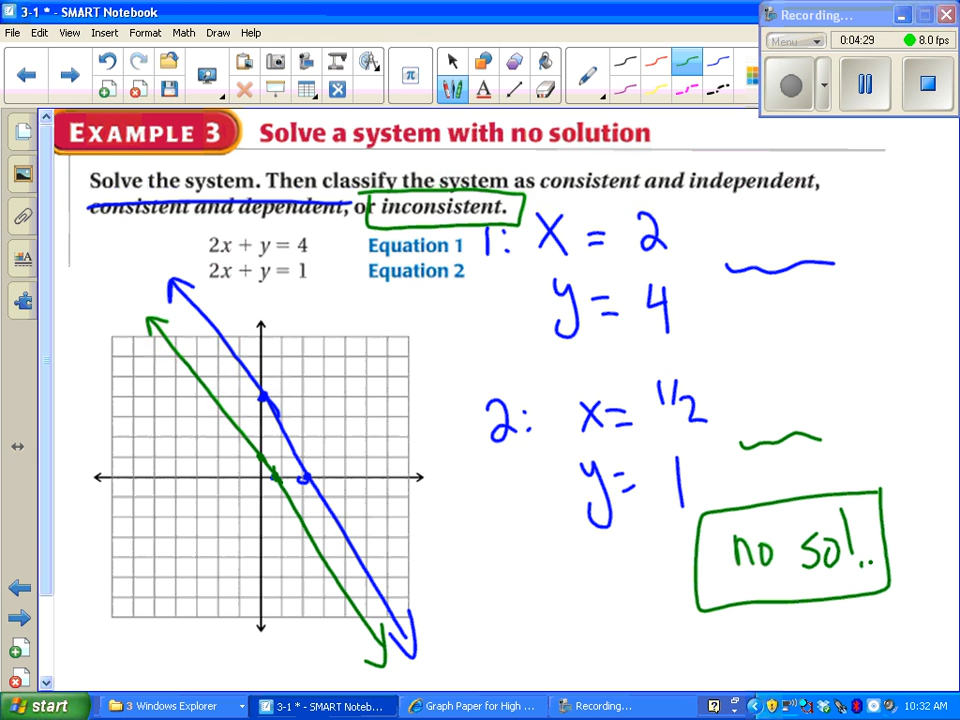 3-1 * - SMART Notebook
Recording...
File Edit View Insert Format Math Draw Help
Menu
0:04:29
8.0 fps
π
A
EXAMPLE 3 Solve a system with no solution
Solve the system. Then classify the system as consistent and independent,
consistent and dependent, or inconsistent.
2x + y = 4 Equation 1
2x + y = 1 Equation 2
1: x = 2
y = 4
2: x = 1/2
y = 1
no sol..
start
3 Windows Explorer
3-1 * - SMART Noteb...
Graph Paper for High ...
Recording...
10:32 AM